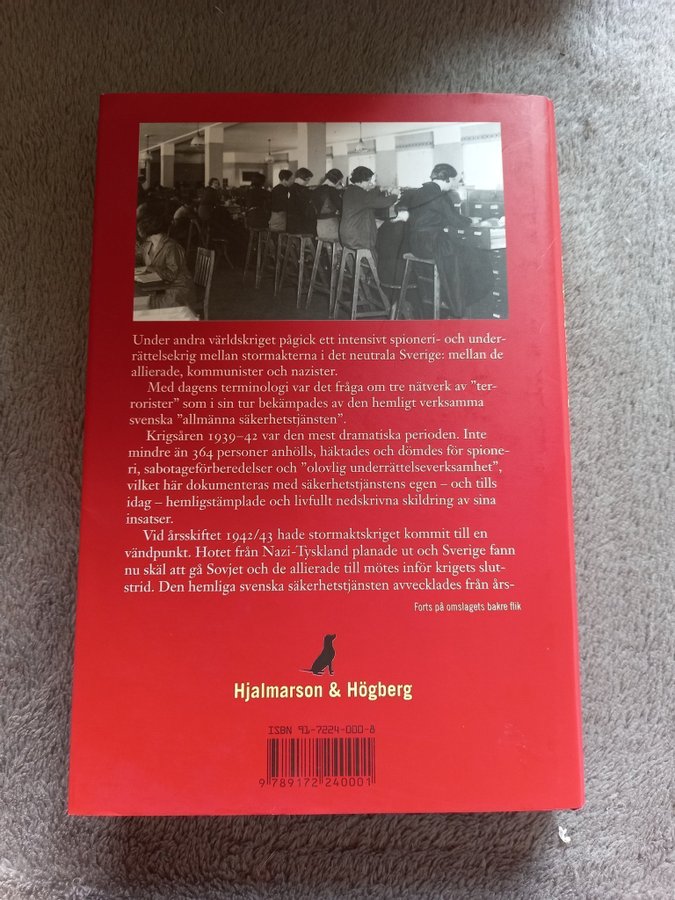 Under andra världskriget pågick ett intensivt spioneri- och under-
rättelsekrig mellan stormakterna i det neutrala Sverige: mellan de
allierade, kommunister och nazister.
Med dagens terminologi var det fråga om tre nätverk av "ter-
rorister" som i sin tur bekämpades av den hemligt verksamma
svenska "allmänna säkerhetstjänsten".
Krigsåren 1939–42 var den mest dramatiska perioden. Inte
mindre än 364 personer anhölls, häktades och dömdes för spione-
ri, sabotageförberedelser och "olovlig underrättelseverksamhet",
vilket här dokumenteras med säkerhetstjänstens egen – och tills
idag – hemligstämplade och livfullt nedskrivna skildring av sina
insatser.
Vid årsskiftet 1942/43 hade stormaktskriget kommit till en
vändpunkt. Hotet från Nazi-Tyskland planade ut och Sverige fann
nu skäl att gå Sovjet och de allierade till mötes inför krigets slut-
strid. Den hemliga svenska säkerhetstjänsten avvecklades från års-
Forts på omslagets bakre flik
Hjalmarson & Högberg
ISBN 91-7224-000-8
9 789172 240001